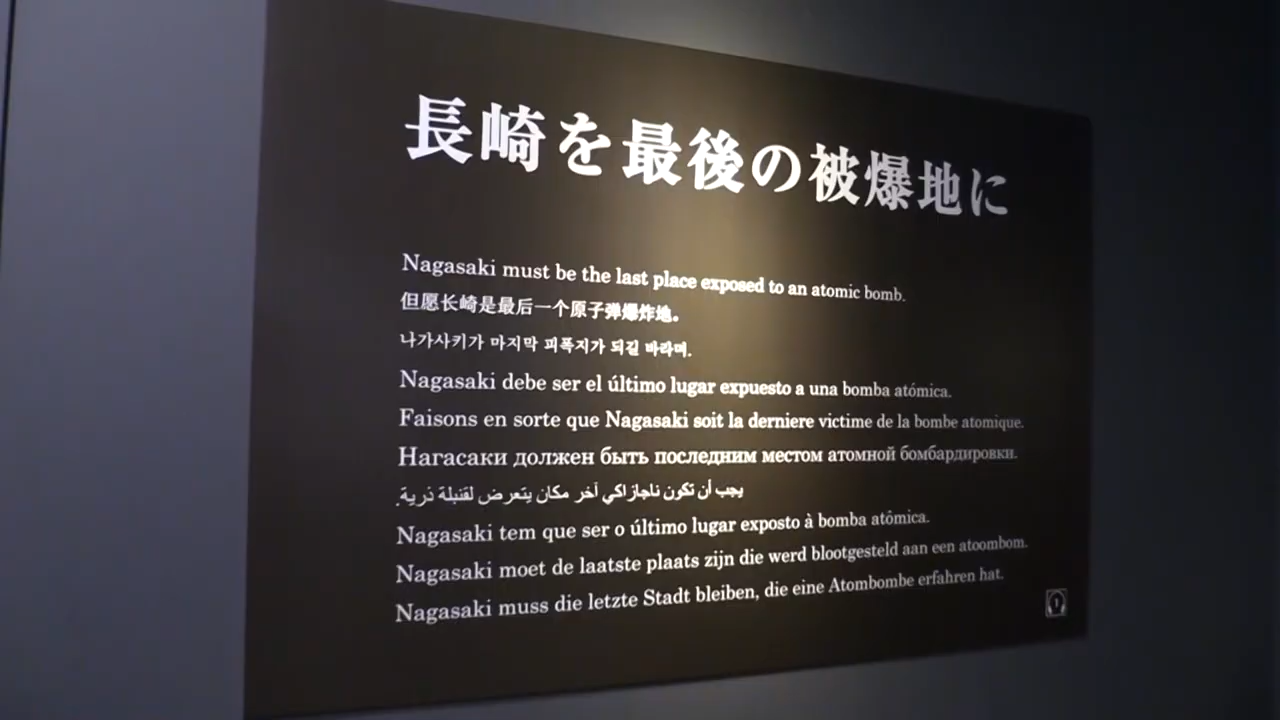 長崎を最後の被爆地に
Nagasaki must be the last place exposed to an atomic bomb.
但愿长崎是最后一个原子弹爆炸地。
나가사키가 마지막 피폭지가 되길 바라며.
Nagasaki debe ser el último lugar expuesto a una bomba atómica.
Faisons en sorte que Nagasaki soit la derniere victime de la bombe atomique.
Нагасаки должен быть последним местом атомной бомбардировки.
يجب أن تكون ناجازاكي آخر مكان يتعرض لقنبلة ذرية.
Nagasaki tem que ser o último lugar exposto à bomba atômica.
Nagasaki moet de laatste plaats zijn die werd blootgesteld aan een atoombom.
Nagasaki muss die letzte Stadt bleiben, die eine Atombombe erfahren hat.
1